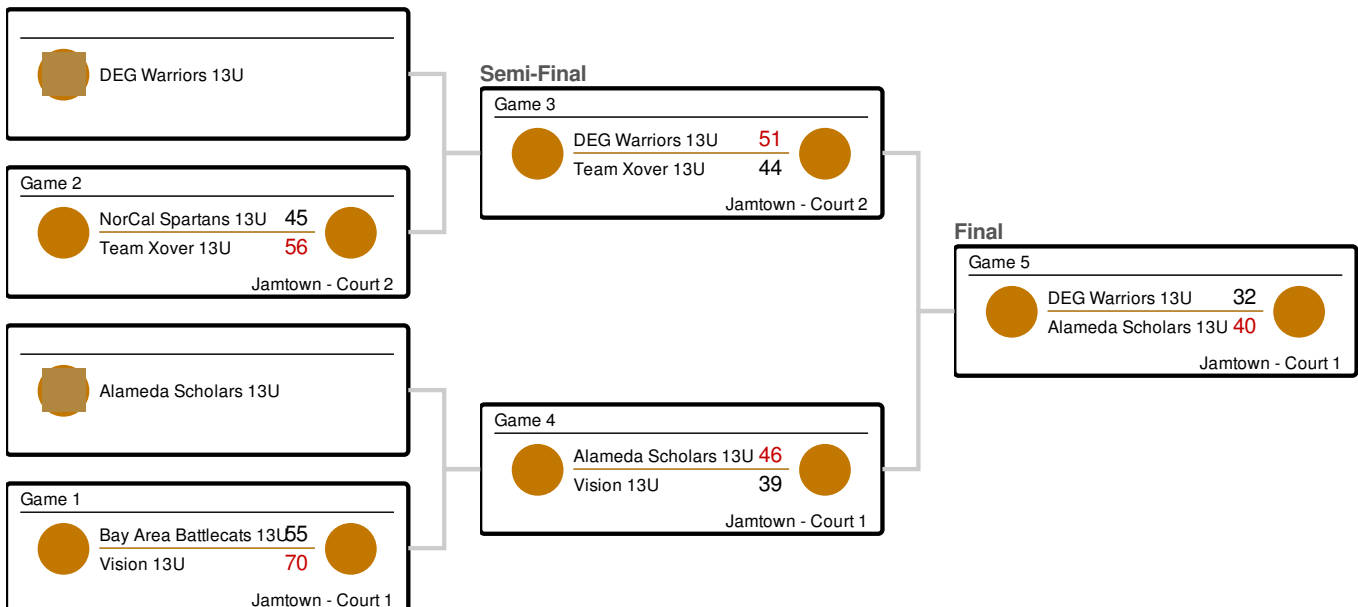 DEG Warriors 13U
Game 2
NorCal Spartans 13U 45
Team Xover 13U 56
Jamtown - Court 2
Alameda Scholars 13U
Game 1
Bay Area Battlecats 13U 55
Vision 13U 70
Jamtown - Court 1
Semi-Final
Game 3
DEG Warriors 13U 51
Team Xover 13U 44
Jamtown - Court 2
Game 4
Alameda Scholars 13U 46
Vision 13U 39
Jamtown - Court 1
Final
Game 5
DEG Warriors 13U 32
Alameda Scholars 13U 40
Jamtown - Court 1